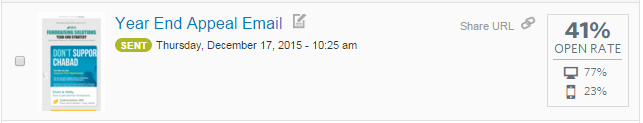 Year End Appeal Email
SENT Thursday, December 17, 2015 - 10:25 am
Share URL
41%
OPEN RATE
77%
23%
FUNDRAISING SOLUTIONS
YEAR END STRATEGY
DON'T SUPPOR
CHABAD